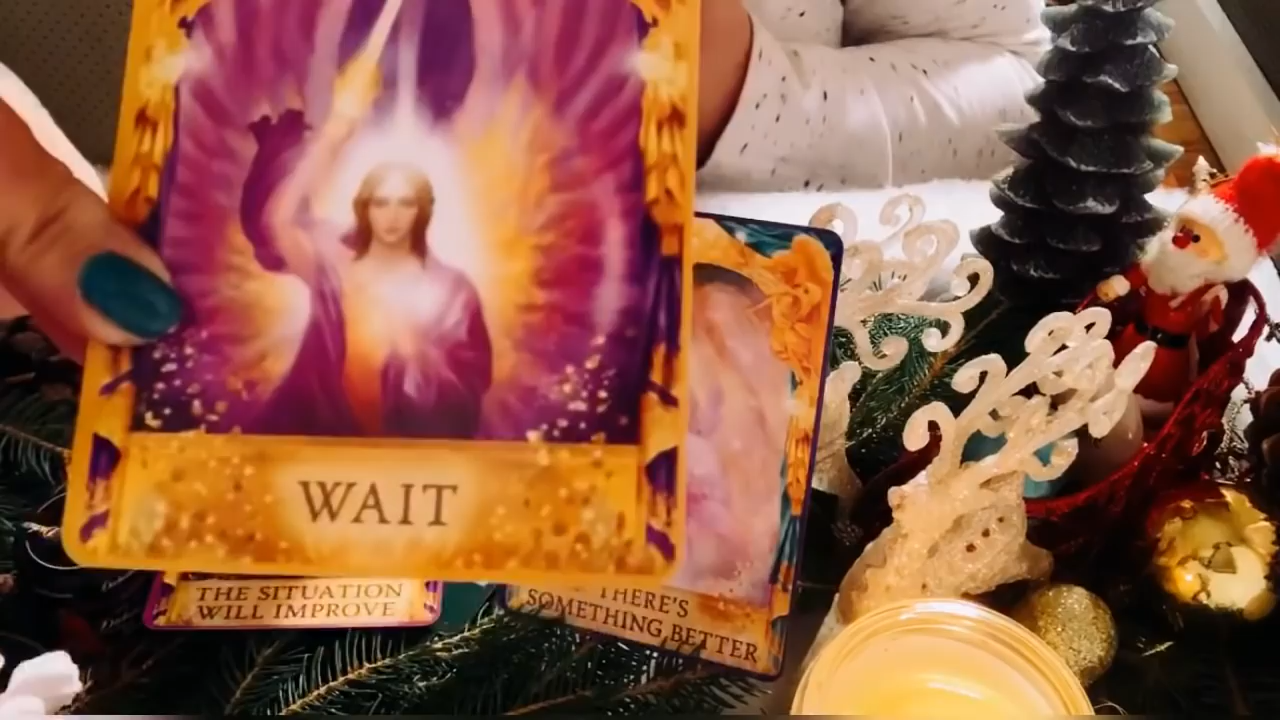 WAIT
THE SITUATION
WILL IMPROVE
THERE'S
SOMETHING BETTER